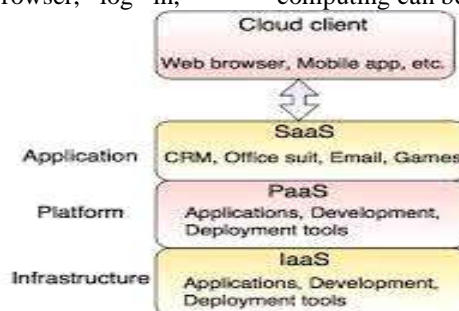 rowser, log in, computing can be
Cloud client
Web browser, Mobile app, etc.
SaaS
Application CRM, Office suit, Email, Games
PaaS
Platform Applications, Development,
Deployment tools
IaaS
Infrastructure Applications, Development,
Deployment tools